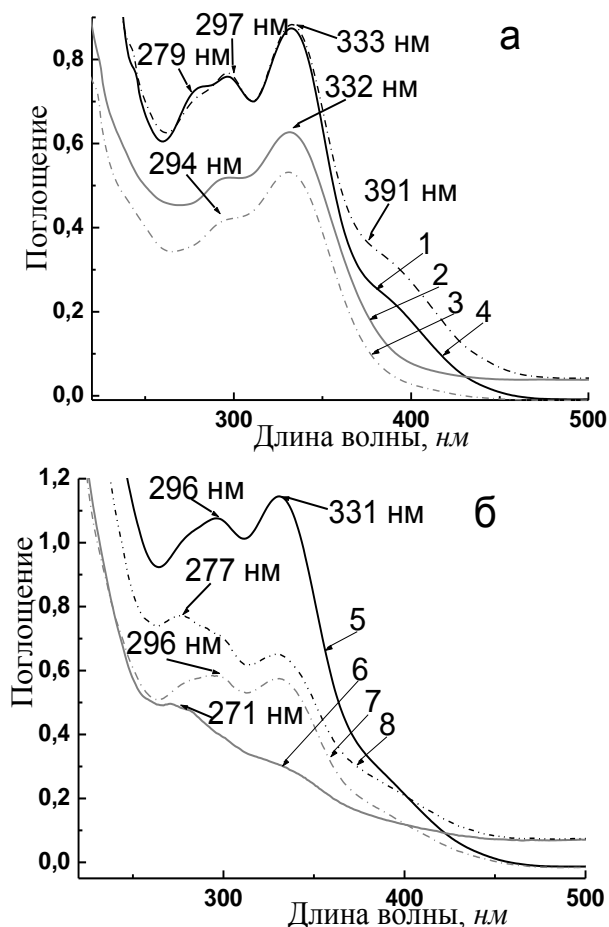 а
0,8
0,6
0,4
0,2
0,0
Поглощение
279 нм
297 нм
333 нм
332 нм
294 нм
391 нм
1
2
3
4
300
400
500
Длина волны, нм
б
1,2
1,0
0,8
0,6
0,4
0,2
0,0
Поглощение
296 нм
331 нм
277 нм
296 нм
271 нм
5
6
7
8
300
400
500
Длина волны, нм